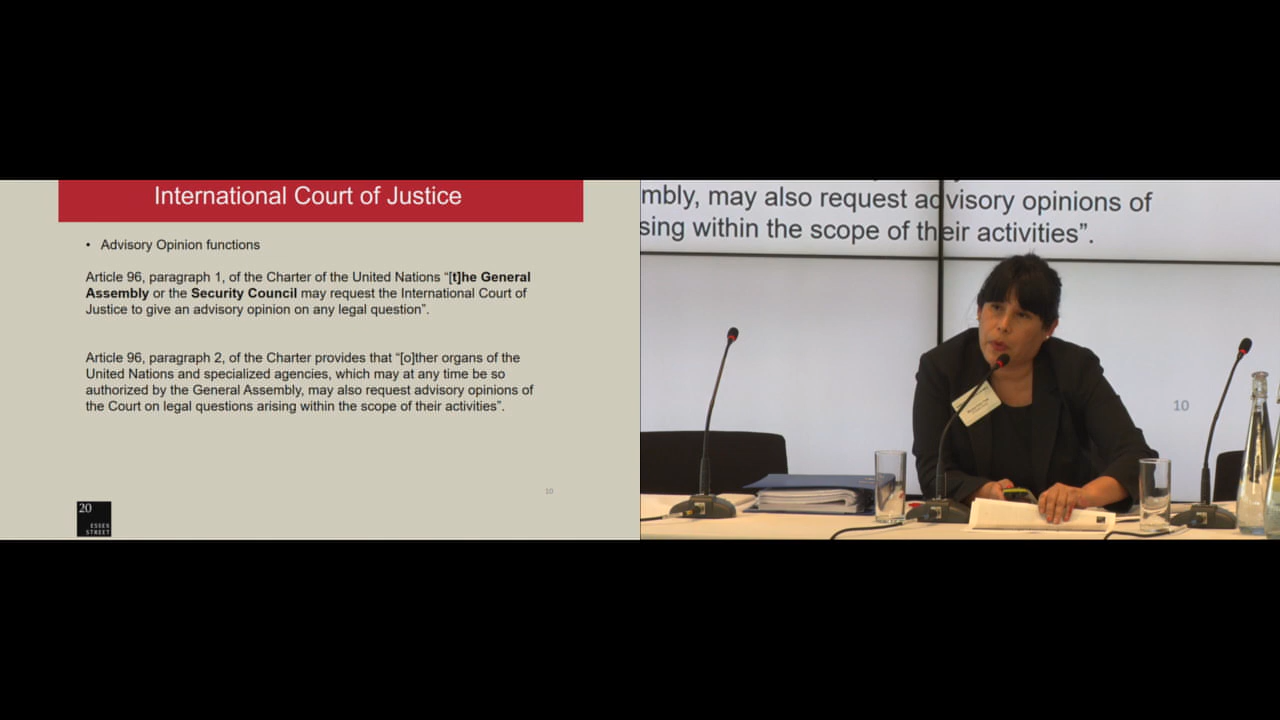 International Court of Justice
• Advisory Opinion functions
Article 96, paragraph 1, of the Charter of the United Nations “[t]he General
Assembly or the Security Council may request the International Court of
Justice to give an advisory opinion on any legal question”.
Article 96, paragraph 2, of the Charter provides that “[o]ther organs of the
United Nations and specialized agencies, which may at any time be so
authorized by the General Assembly, may also request advisory opinions of
the Court on legal questions arising within the scope of their activities”.
10
20
ESSEX
STREET
mbly, may also request advisory opinions of
sing within the scope of their activities”.
10